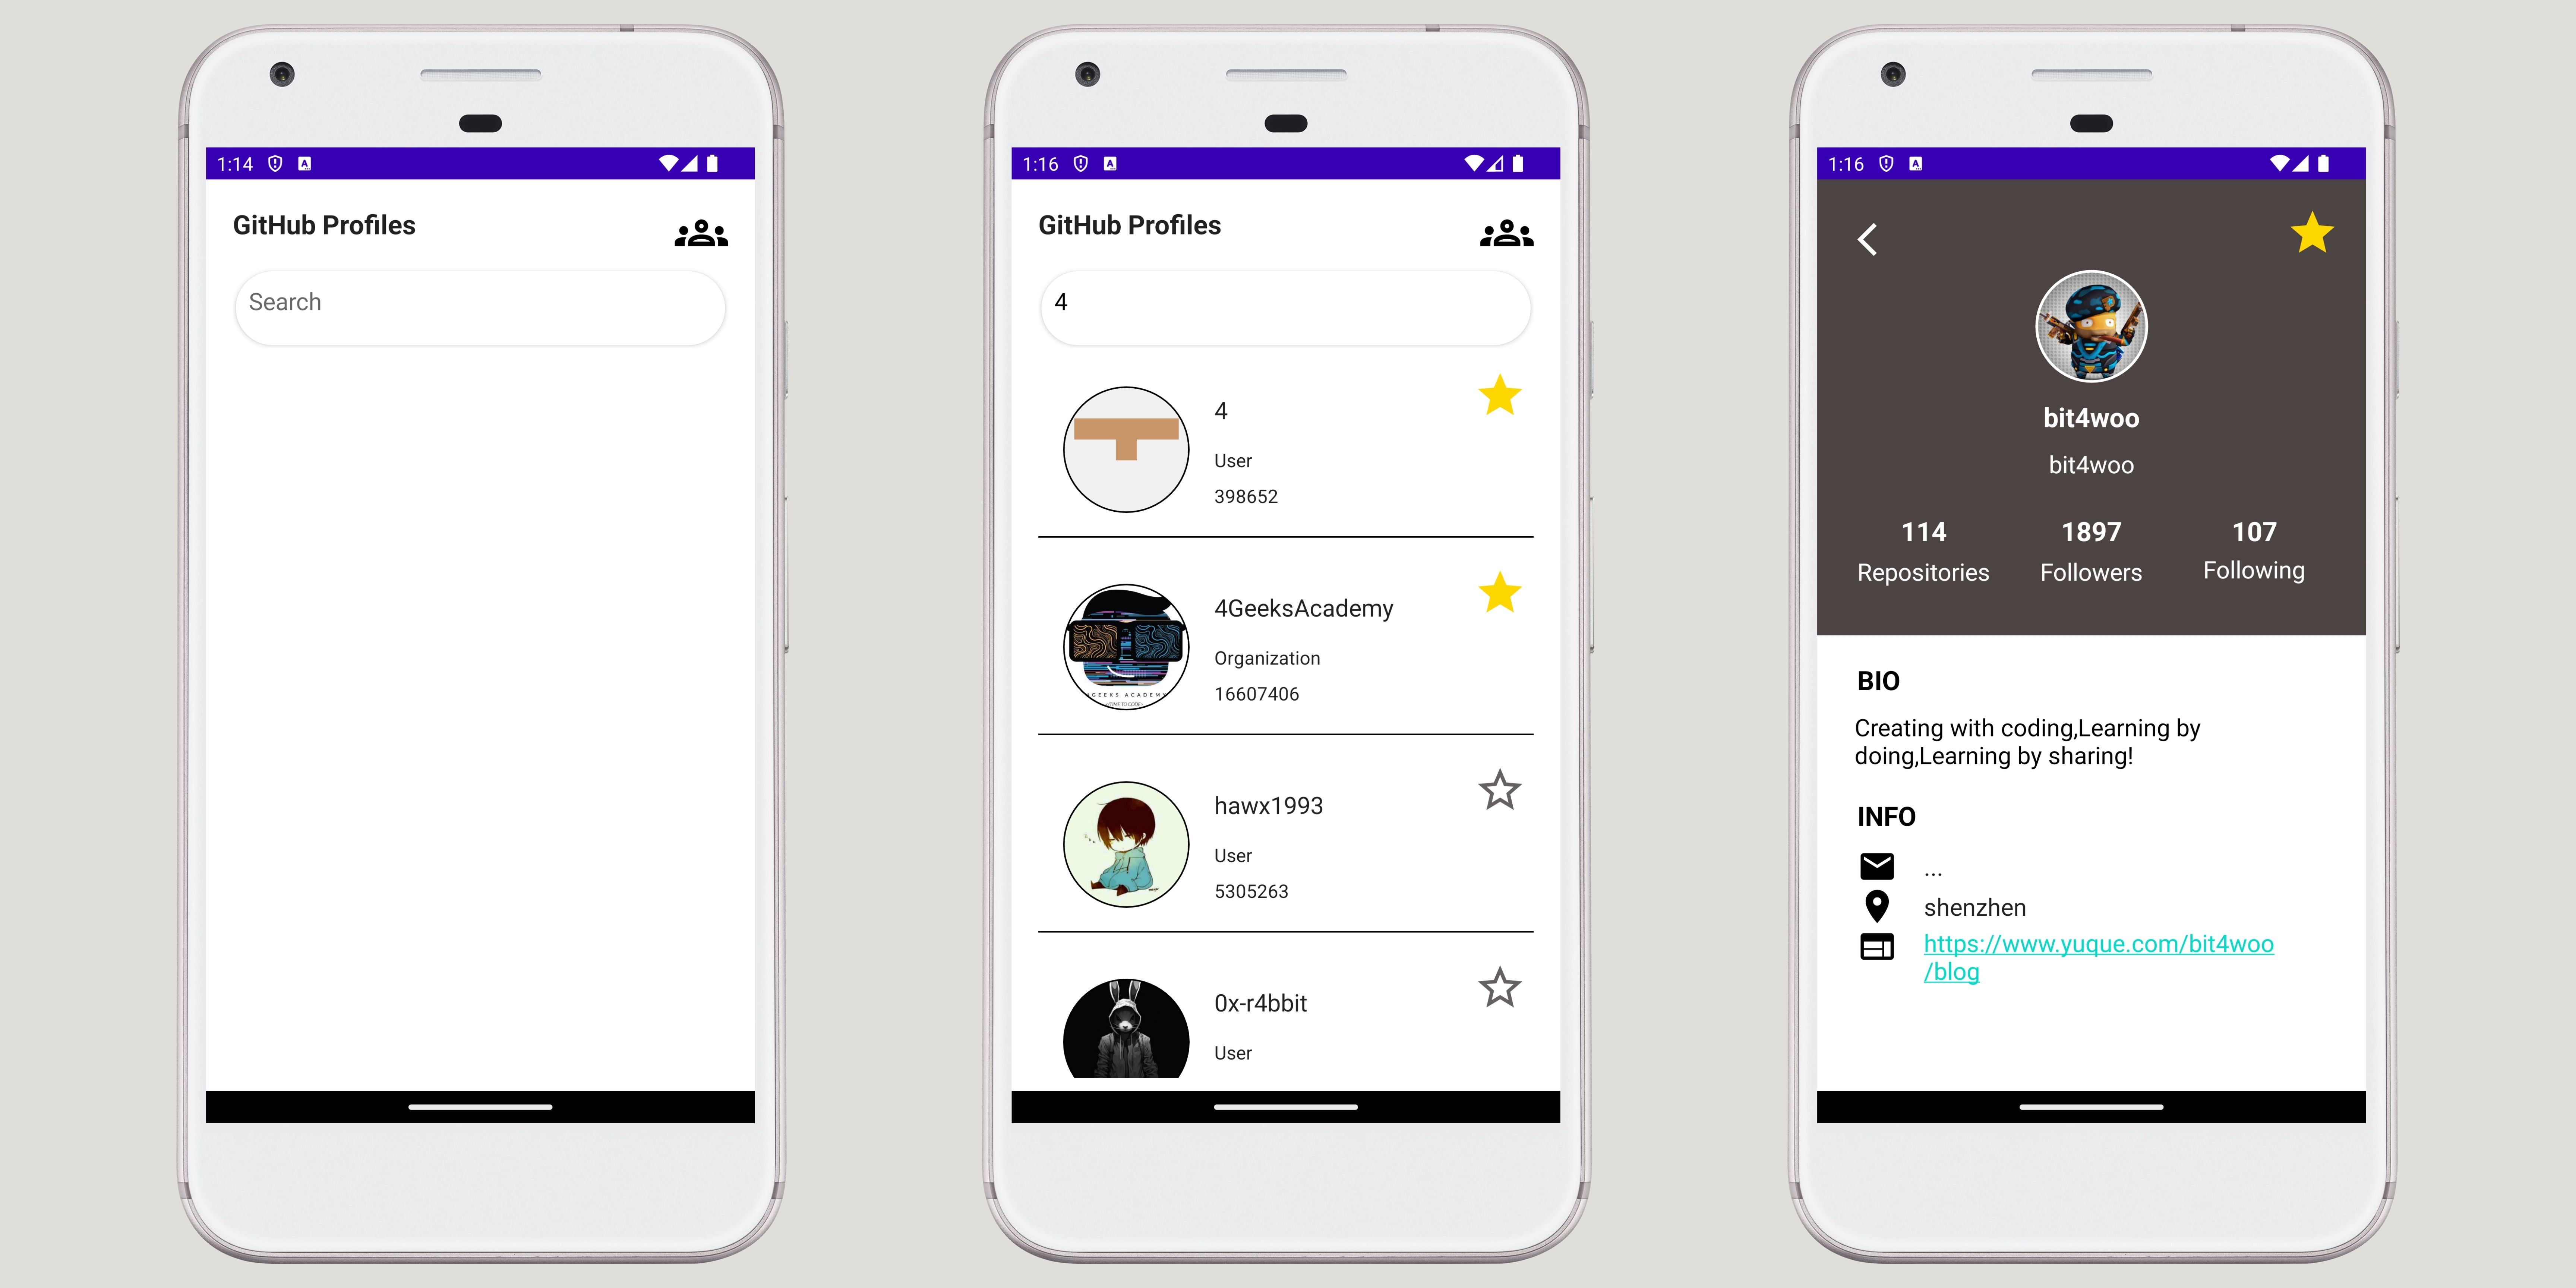 1:14
GitHub Profiles
Search
1:16
GitHub Profiles
4
4
User
398652
4GeeksAcademy
Organization
16607406
GEEKS ACADEMY
hawx1993
User
5305263
0x-r4bbit
User
1:16
bit4woo
bit4woo
114 1897 107
Repositories Followers Following
BIO
Creating with coding,Learning by
doing,Learning by sharing!
INFO
...
shenzhen
https://www.yuque.com/bit4woo
/blog